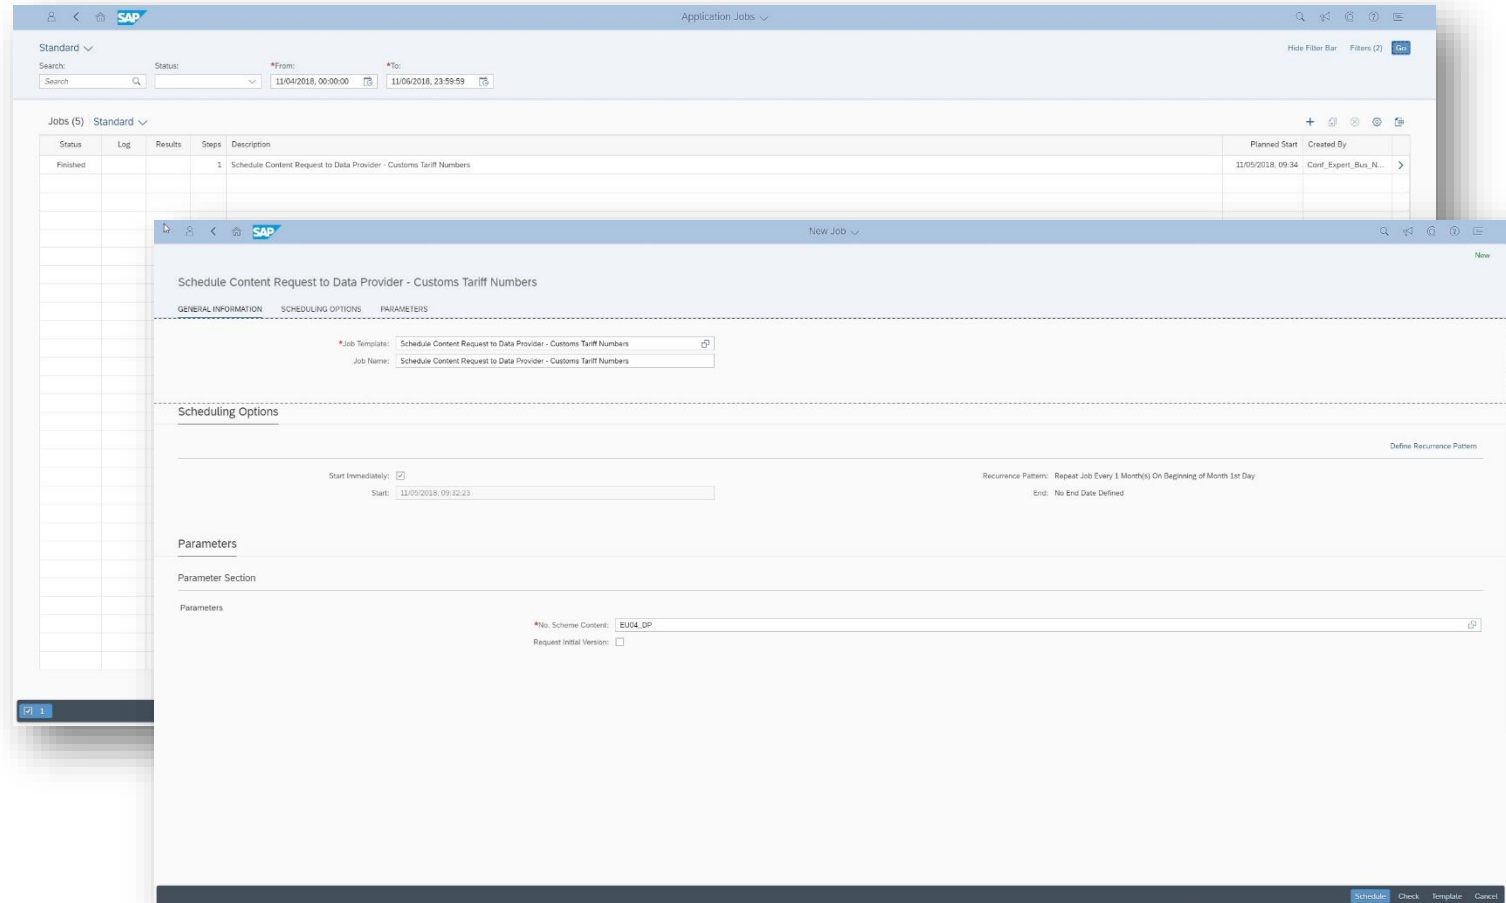 SAP
Application Jobs
Standard
Hide Filter Bar Filters (2) Go
Search: Status: *From: *To:
Search 11/04/2018, 00:00:00 11/06/2018, 23:59:59
Jobs (5) Standard
Status Log Results Steps Description Planned Start Created By
Finished 1 Schedule Content Request to Data Provider - Customs Tariff Numbers 11/05/2018, 09:34 Conf_Expert_Bus_N...
1
SAP
New Job
New
Schedule Content Request to Data Provider - Customs Tariff Numbers
GENERAL INFORMATION SCHEDULING OPTIONS PARAMETERS
*Job Template: Schedule Content Request to Data Provider - Customs Tariff Numbers
Job Name: Schedule Content Request to Data Provider - Customs Tariff Numbers
Scheduling Options
Define Recurrence Pattern
Start Immediately: Recurrence Pattern: Repeat Job Every 1 Month(s) On Beginning of Month 1st Day
Start: 11/05/2018, 09:32:23 End: No End Date Defined
Parameters
Parameter Section
Parameters
*No. Scheme Content: EU04_DP
Request Initial Version:
Schedule Check Template Cancel